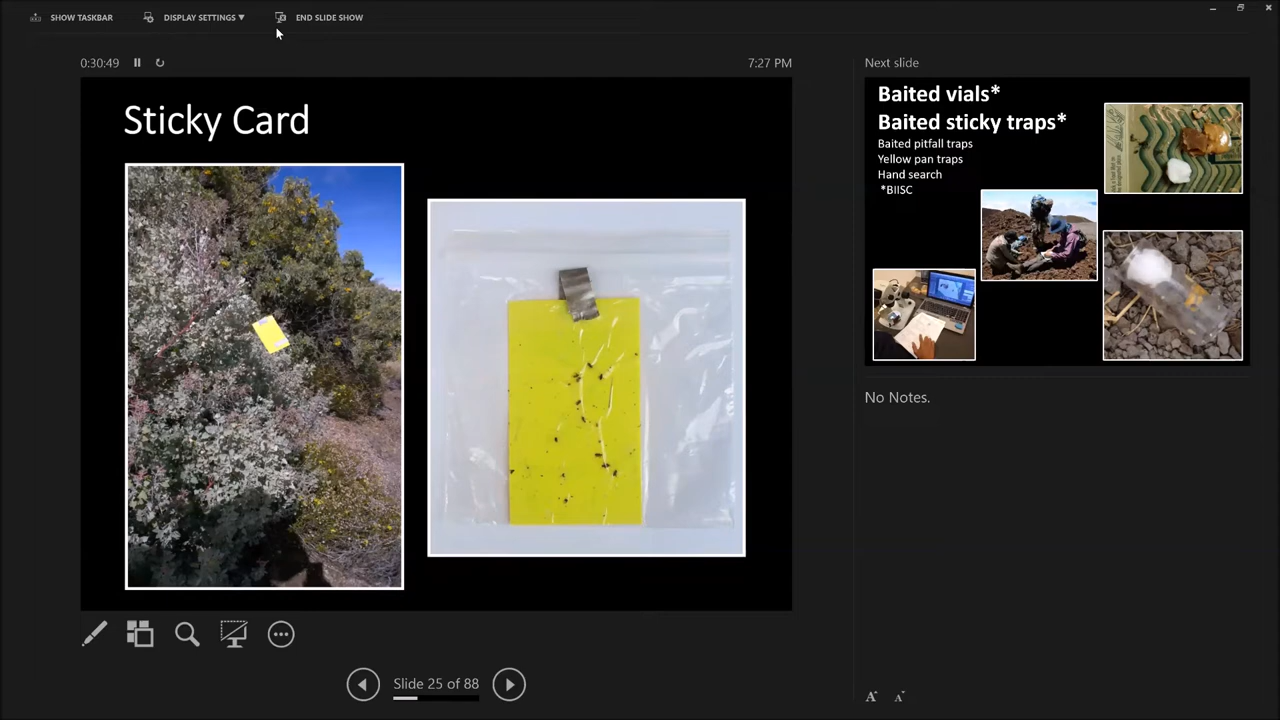 SHOW TASKBAR
DISPLAY SETTINGS ▼
END SLIDE SHOW
0:30:49
7:27 PM
Next slide
Sticky Card
Baited vials*
Baited sticky traps*
Baited pitfall traps
Yellow pan traps
Hand search
*BIISC
No Notes.
Slide 25 of 88
A
A